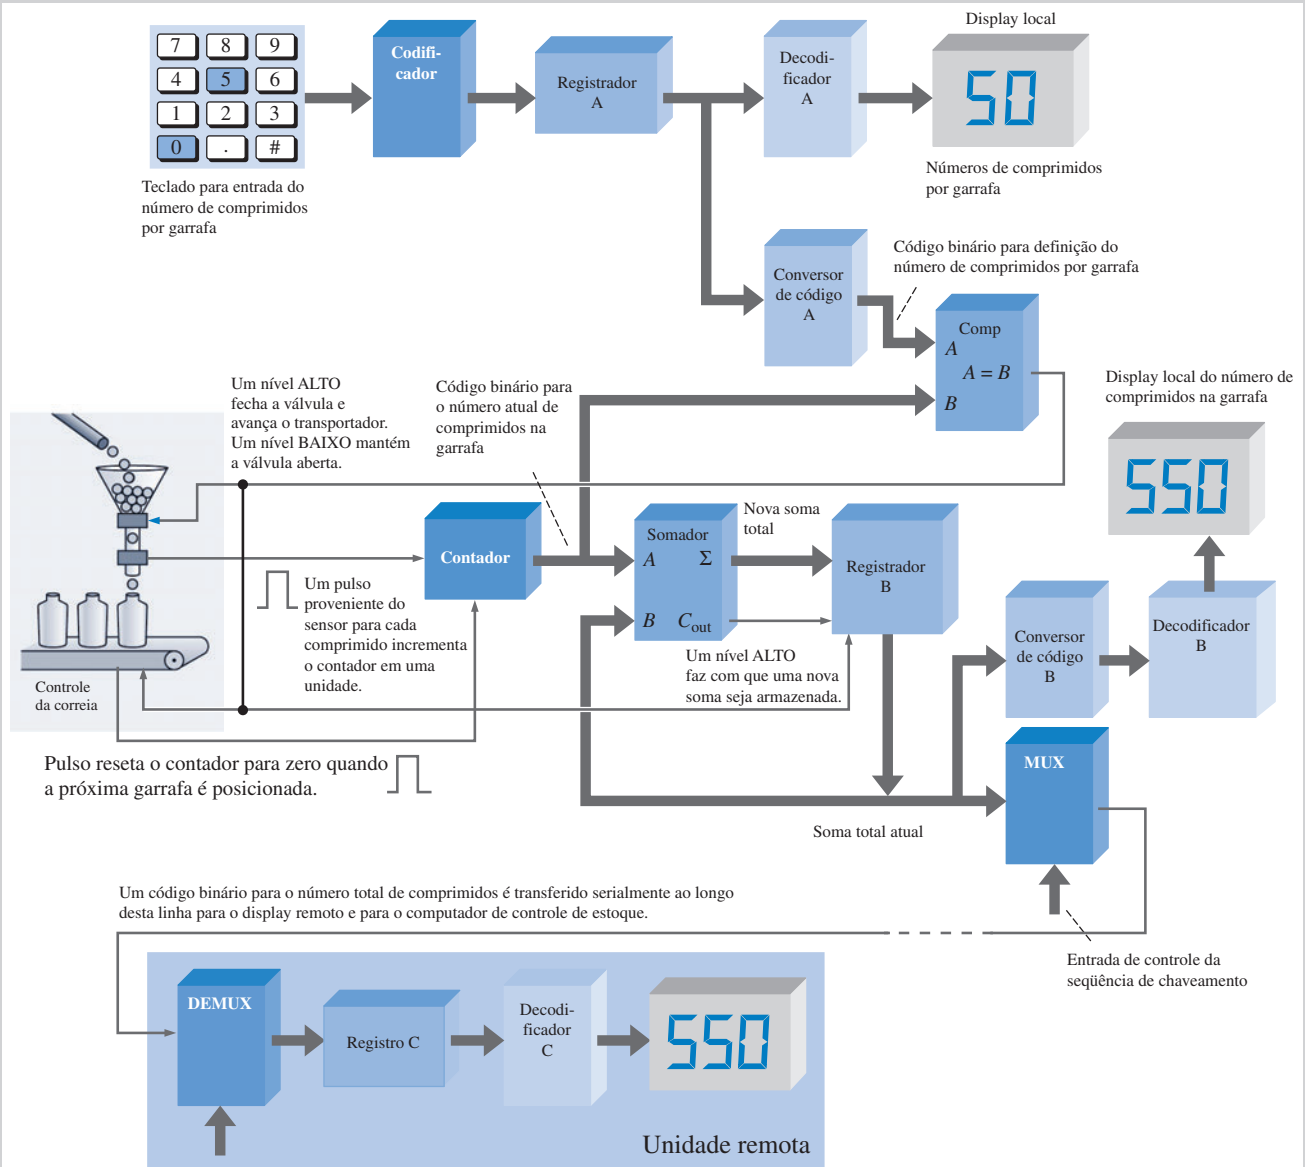 Display local
7 8 9
4 5 6
1 2 3
0 . #
Teclado para entrada do
número de comprimidos
por garrafa
Codifi-
cador
Registrador
A
Decodi-
ficador
A
50
Números de comprimidos
por garrafa
Conversor
de código
A
Código binário para definição do
número de comprimidos por garrafa
Comp
A
A = B
B
Um nível ALTO
fecha a válvula e
avança o transportador.
Um nível BAIXO mantém
a válvula aberta.
Código binário para
o número atual de
comprimidos na
garrafa
Display local do número de
comprimidos na garrafa
550
Contador
Somador
A Σ
B Cout
Nova soma
total
Registrador
B
Um pulso
proveniente do
sensor para cada
comprimido incrementa
o contador em uma
unidade.
Um nível ALTO
faz com que uma nova
soma seja armazenada.
Conversor
de código
B
Decodificador
B
Controle
da correia
Pulso reseta o contador para zero quando
a próxima garrafa é posicionada.
MUX
Soma total atual
Um código binário para o número total de comprimidos é transferido serialmente ao longo
desta linha para o display remoto e para o computador de controle de estoque.
Entrada de controle da
seqüência de chaveamento
DEMUX
Registro C
Decodi-
ficador
C
550
Unidade remota